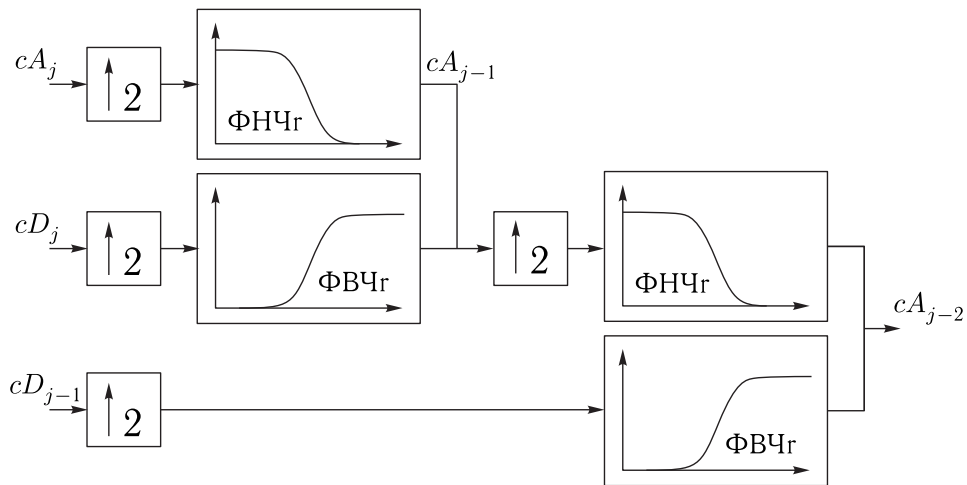 cA_j
↑ 2
ФНЧr
cA_{j−1}
cD_j
↑ 2
ФВЧr
↑ 2
ФНЧr
cA_{j−2}
cD_{j−1}
↑ 2
ФВЧr